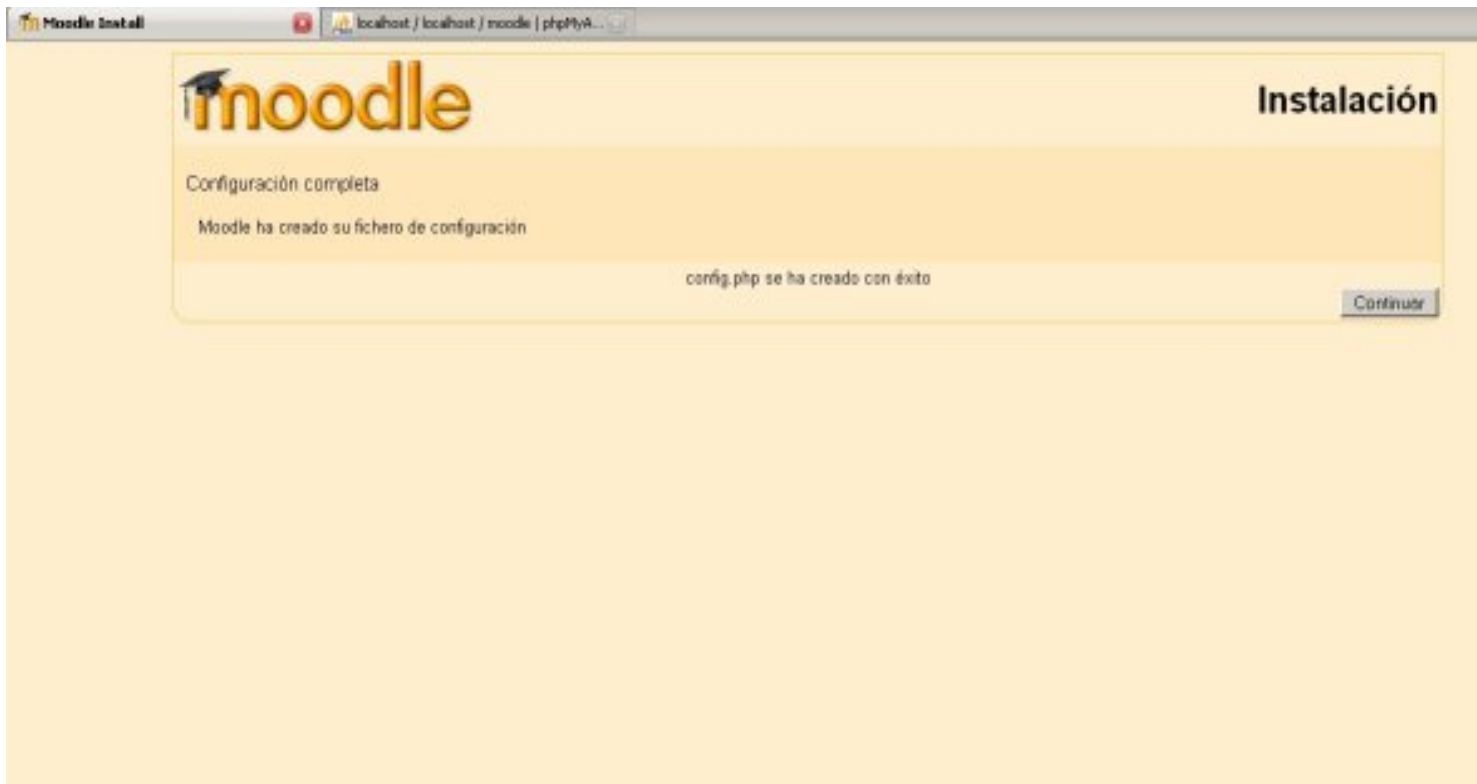 Moodle Install
localhost / localhost / moodle | phpMyA...
moodle
Instalación
Configuración completa
Moodle ha creado su fichero de configuración
config.php se ha creado con éxito
Continuar